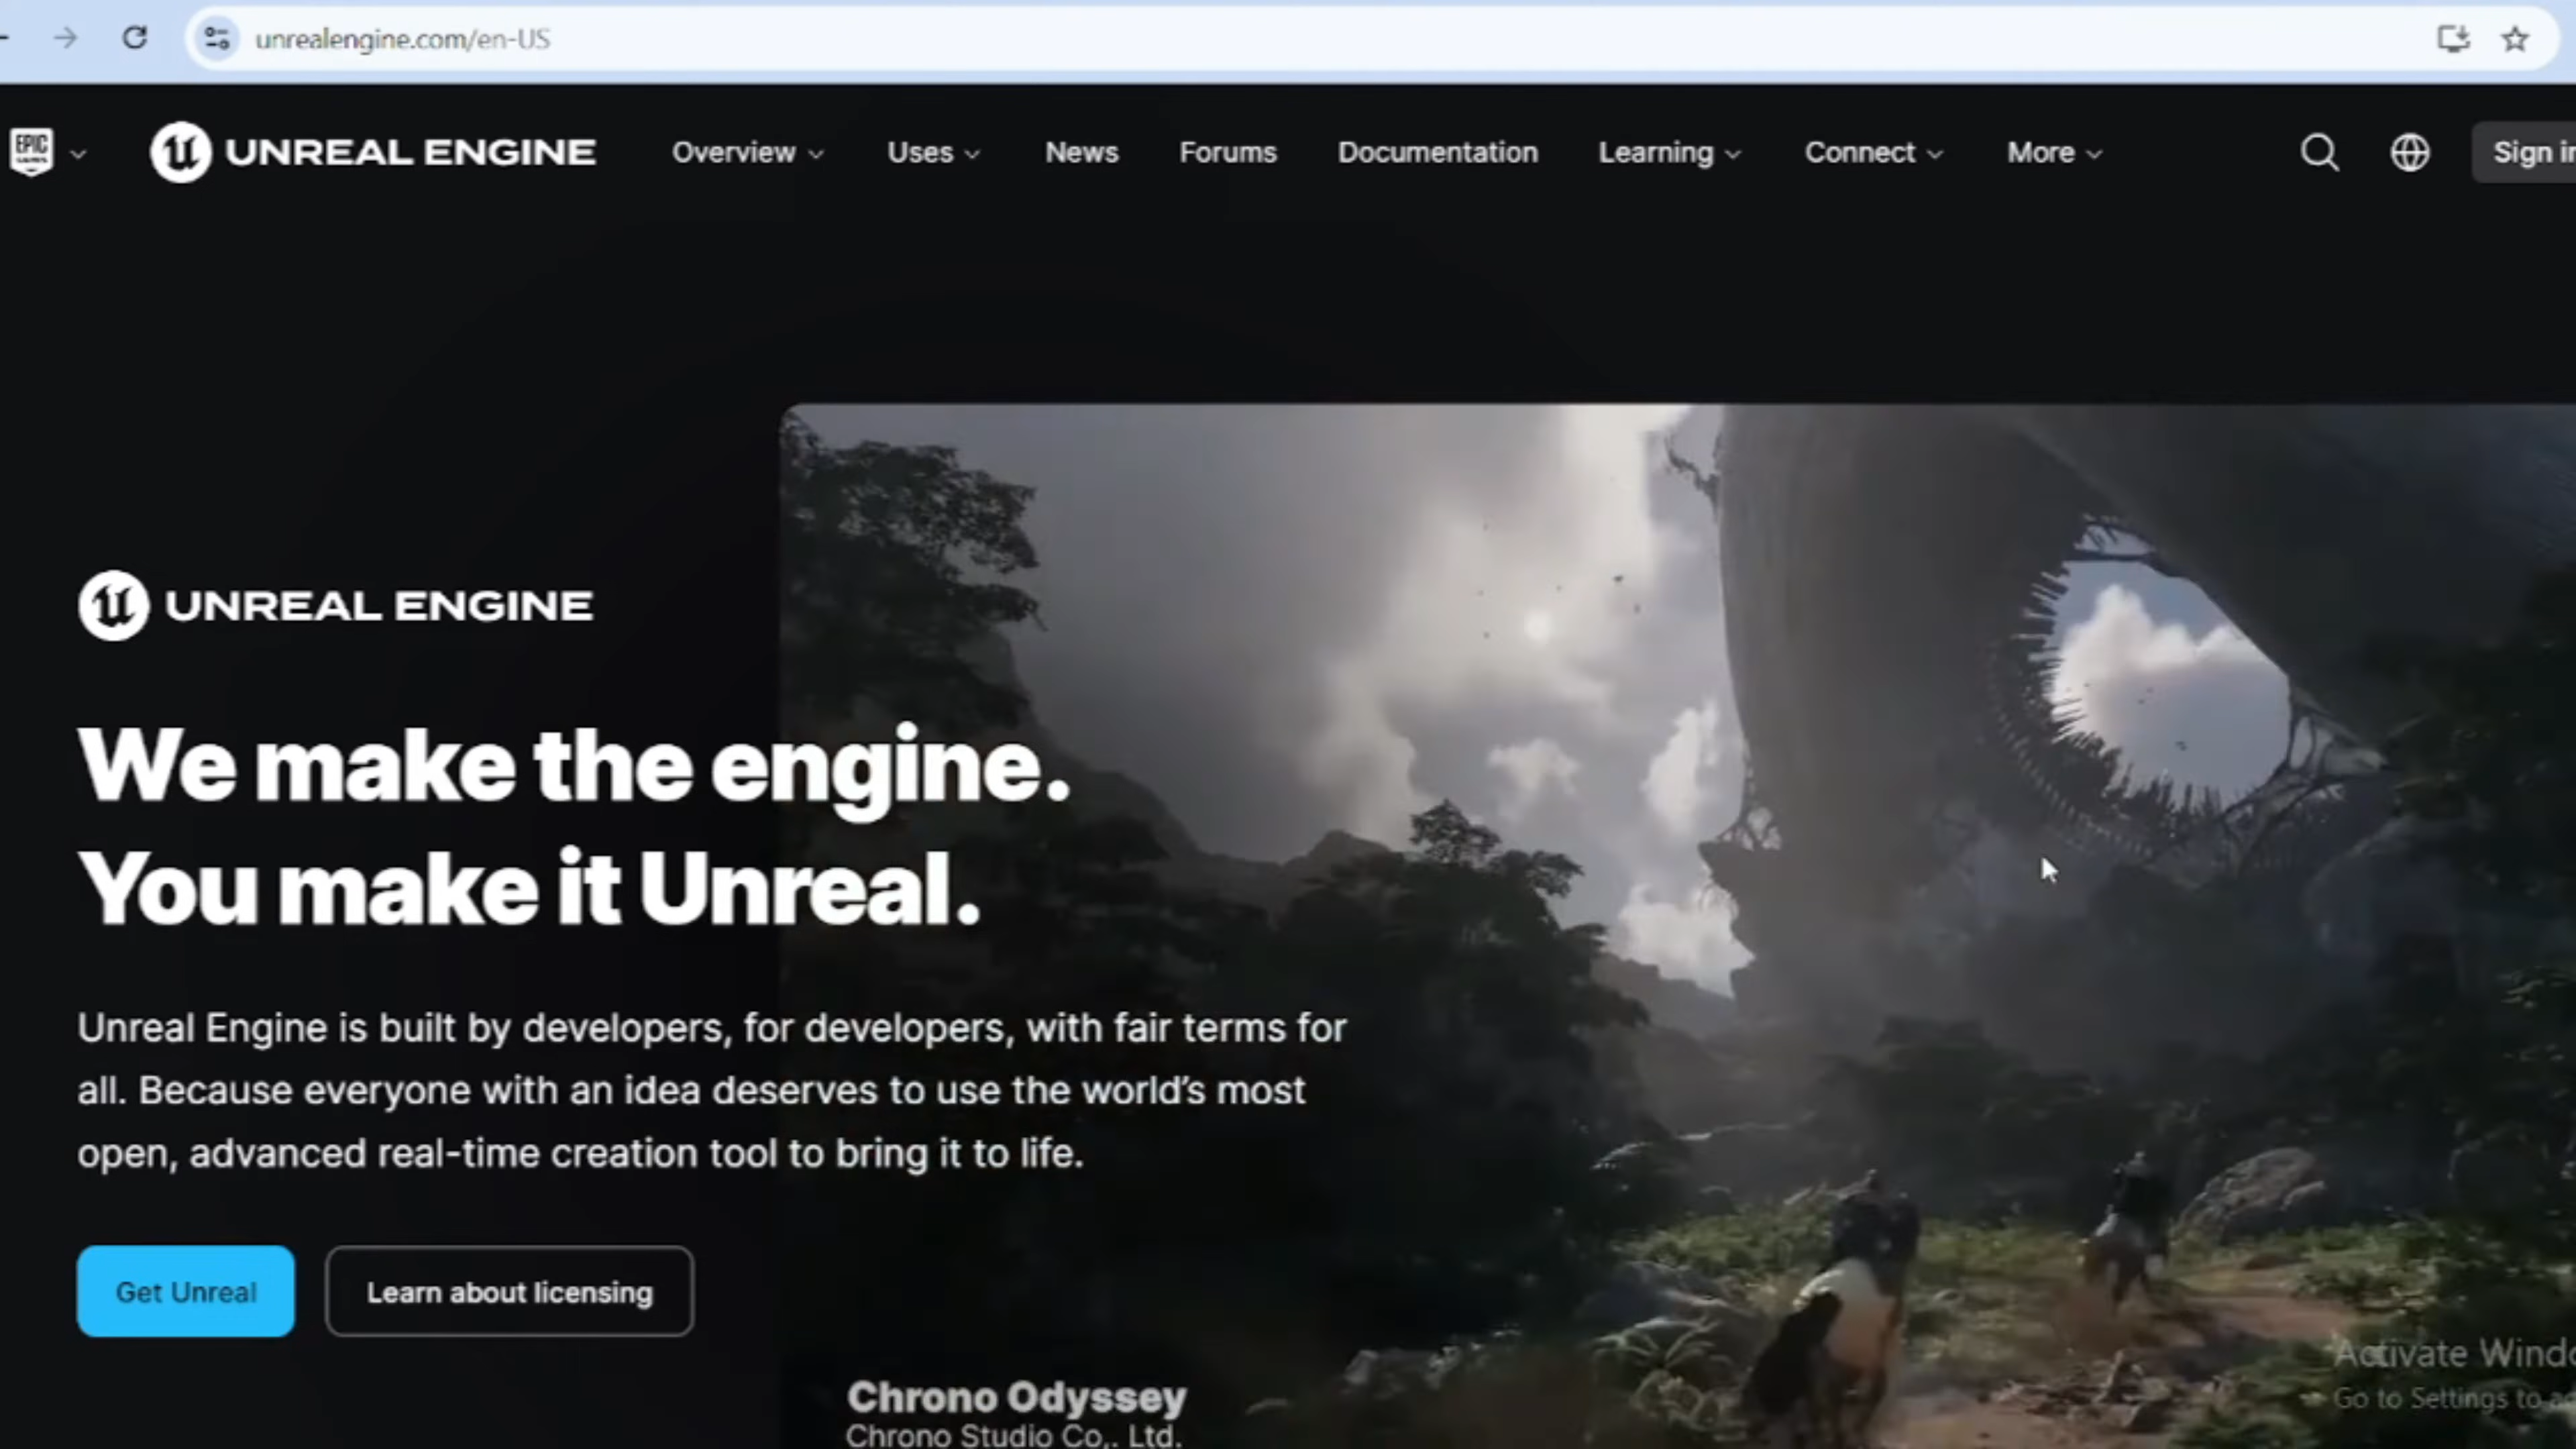 unrealengine.com/en-US
EPIC GAMES
UNREAL ENGINE
Overview
Uses
News
Forums
Documentation
Learning
Connect
More
Sign in
UNREAL ENGINE
We make the engine.
You make it Unreal.
Unreal Engine is built by developers, for developers, with fair terms for
all. Because everyone with an idea deserves to use the world's most
open, advanced real-time creation tool to bring it to life.
Get Unreal
Learn about licensing
Chrono Odyssey
Chrono Studio Co,. Ltd.
Activate Windo
Go to Settings to a